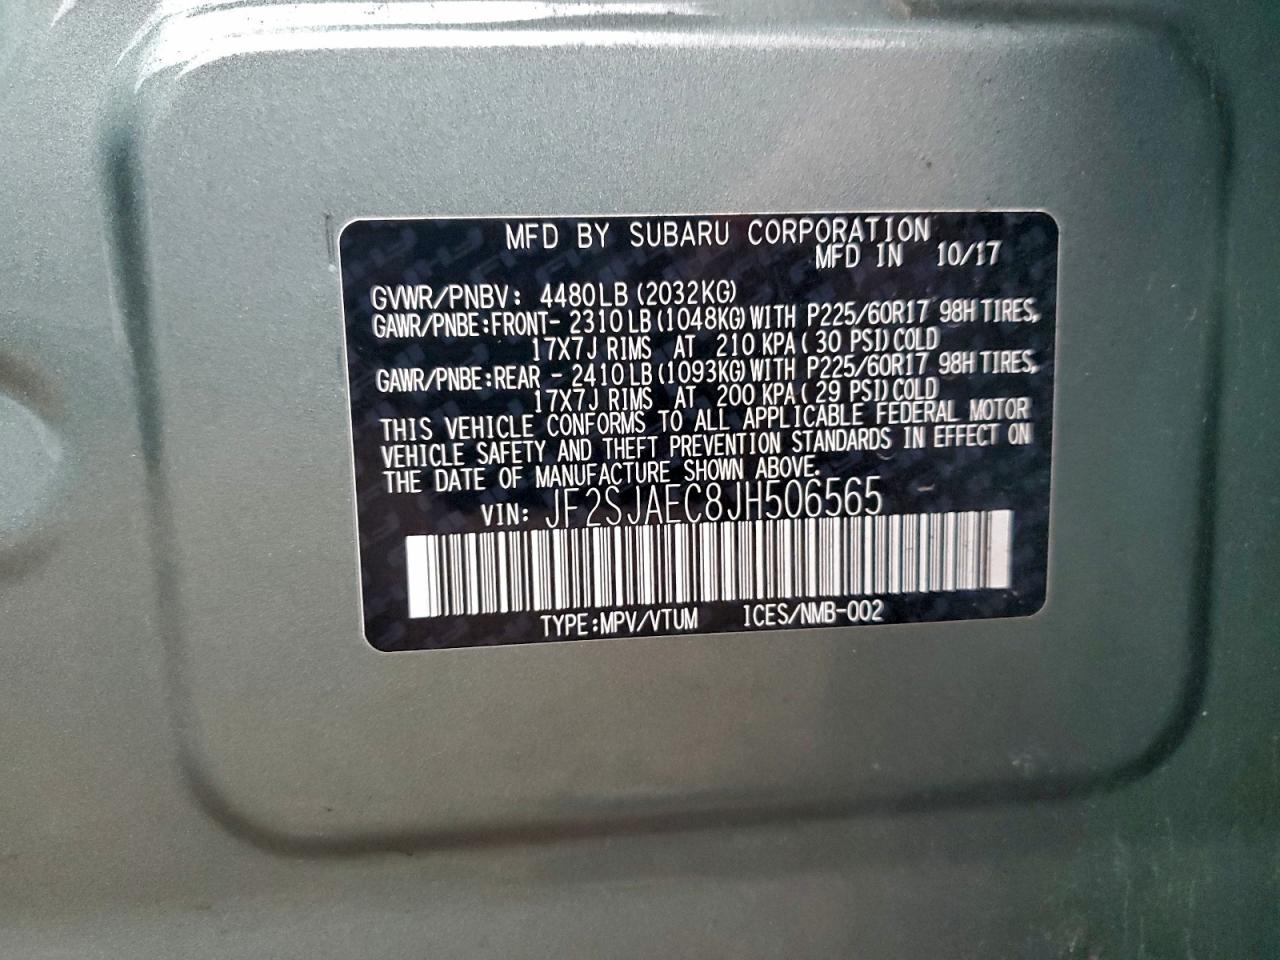 MFD BY SUBARU CORPORATION
MFD IN 10/17
GVWR/PNBV: 4480LB(2032KG)
GAWR/PNBE:FRONT- 2310LB(1048KG)WITH P225/60R17 98H TIRES,
17X7J RIMS AT 210 KPA( 30 PSI)COLD
GAWR/PNBE:REAR - 2410LB(1093KG)WITH P225/60R17 98H TIRES,
17X7J RIMS AT 200 KPA( 29 PSI)COLD
THIS VEHICLE CONFORMS TO ALL APPLICABLE FEDERAL MOTOR
VEHICLE SAFETY AND THEFT PREVENTION STANDARDS IN EFFECT ON
THE DATE OF MANUFACTURE SHOWN ABOVE.
VIN: JF2SJAEC8JH506565
TYPE:MPV/VTUM ICES/NMB-002